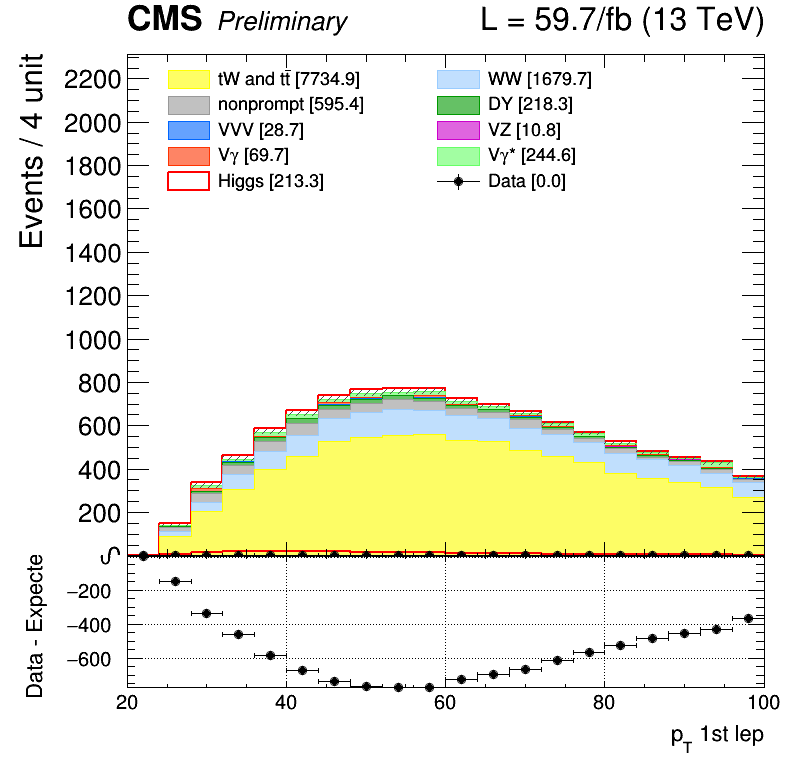 CMS Preliminary L = 59.7/fb (13 TeV)
Events / 4 unit
2200
2000
1800
1600
1400
1200
1000
800
600
400
200
0
tW and tt̄ [7734.9]
WW [1679.7]
nonprompt [595.4]
DY [218.3]
VVV [28.7]
VZ [10.8]
Vγ [69.7]
Vγ* [244.6]
Higgs [213.3]
Data [0.0]
Data - Expecte
−200
−400
−600
20 40 60 80 100
pT 1st lep